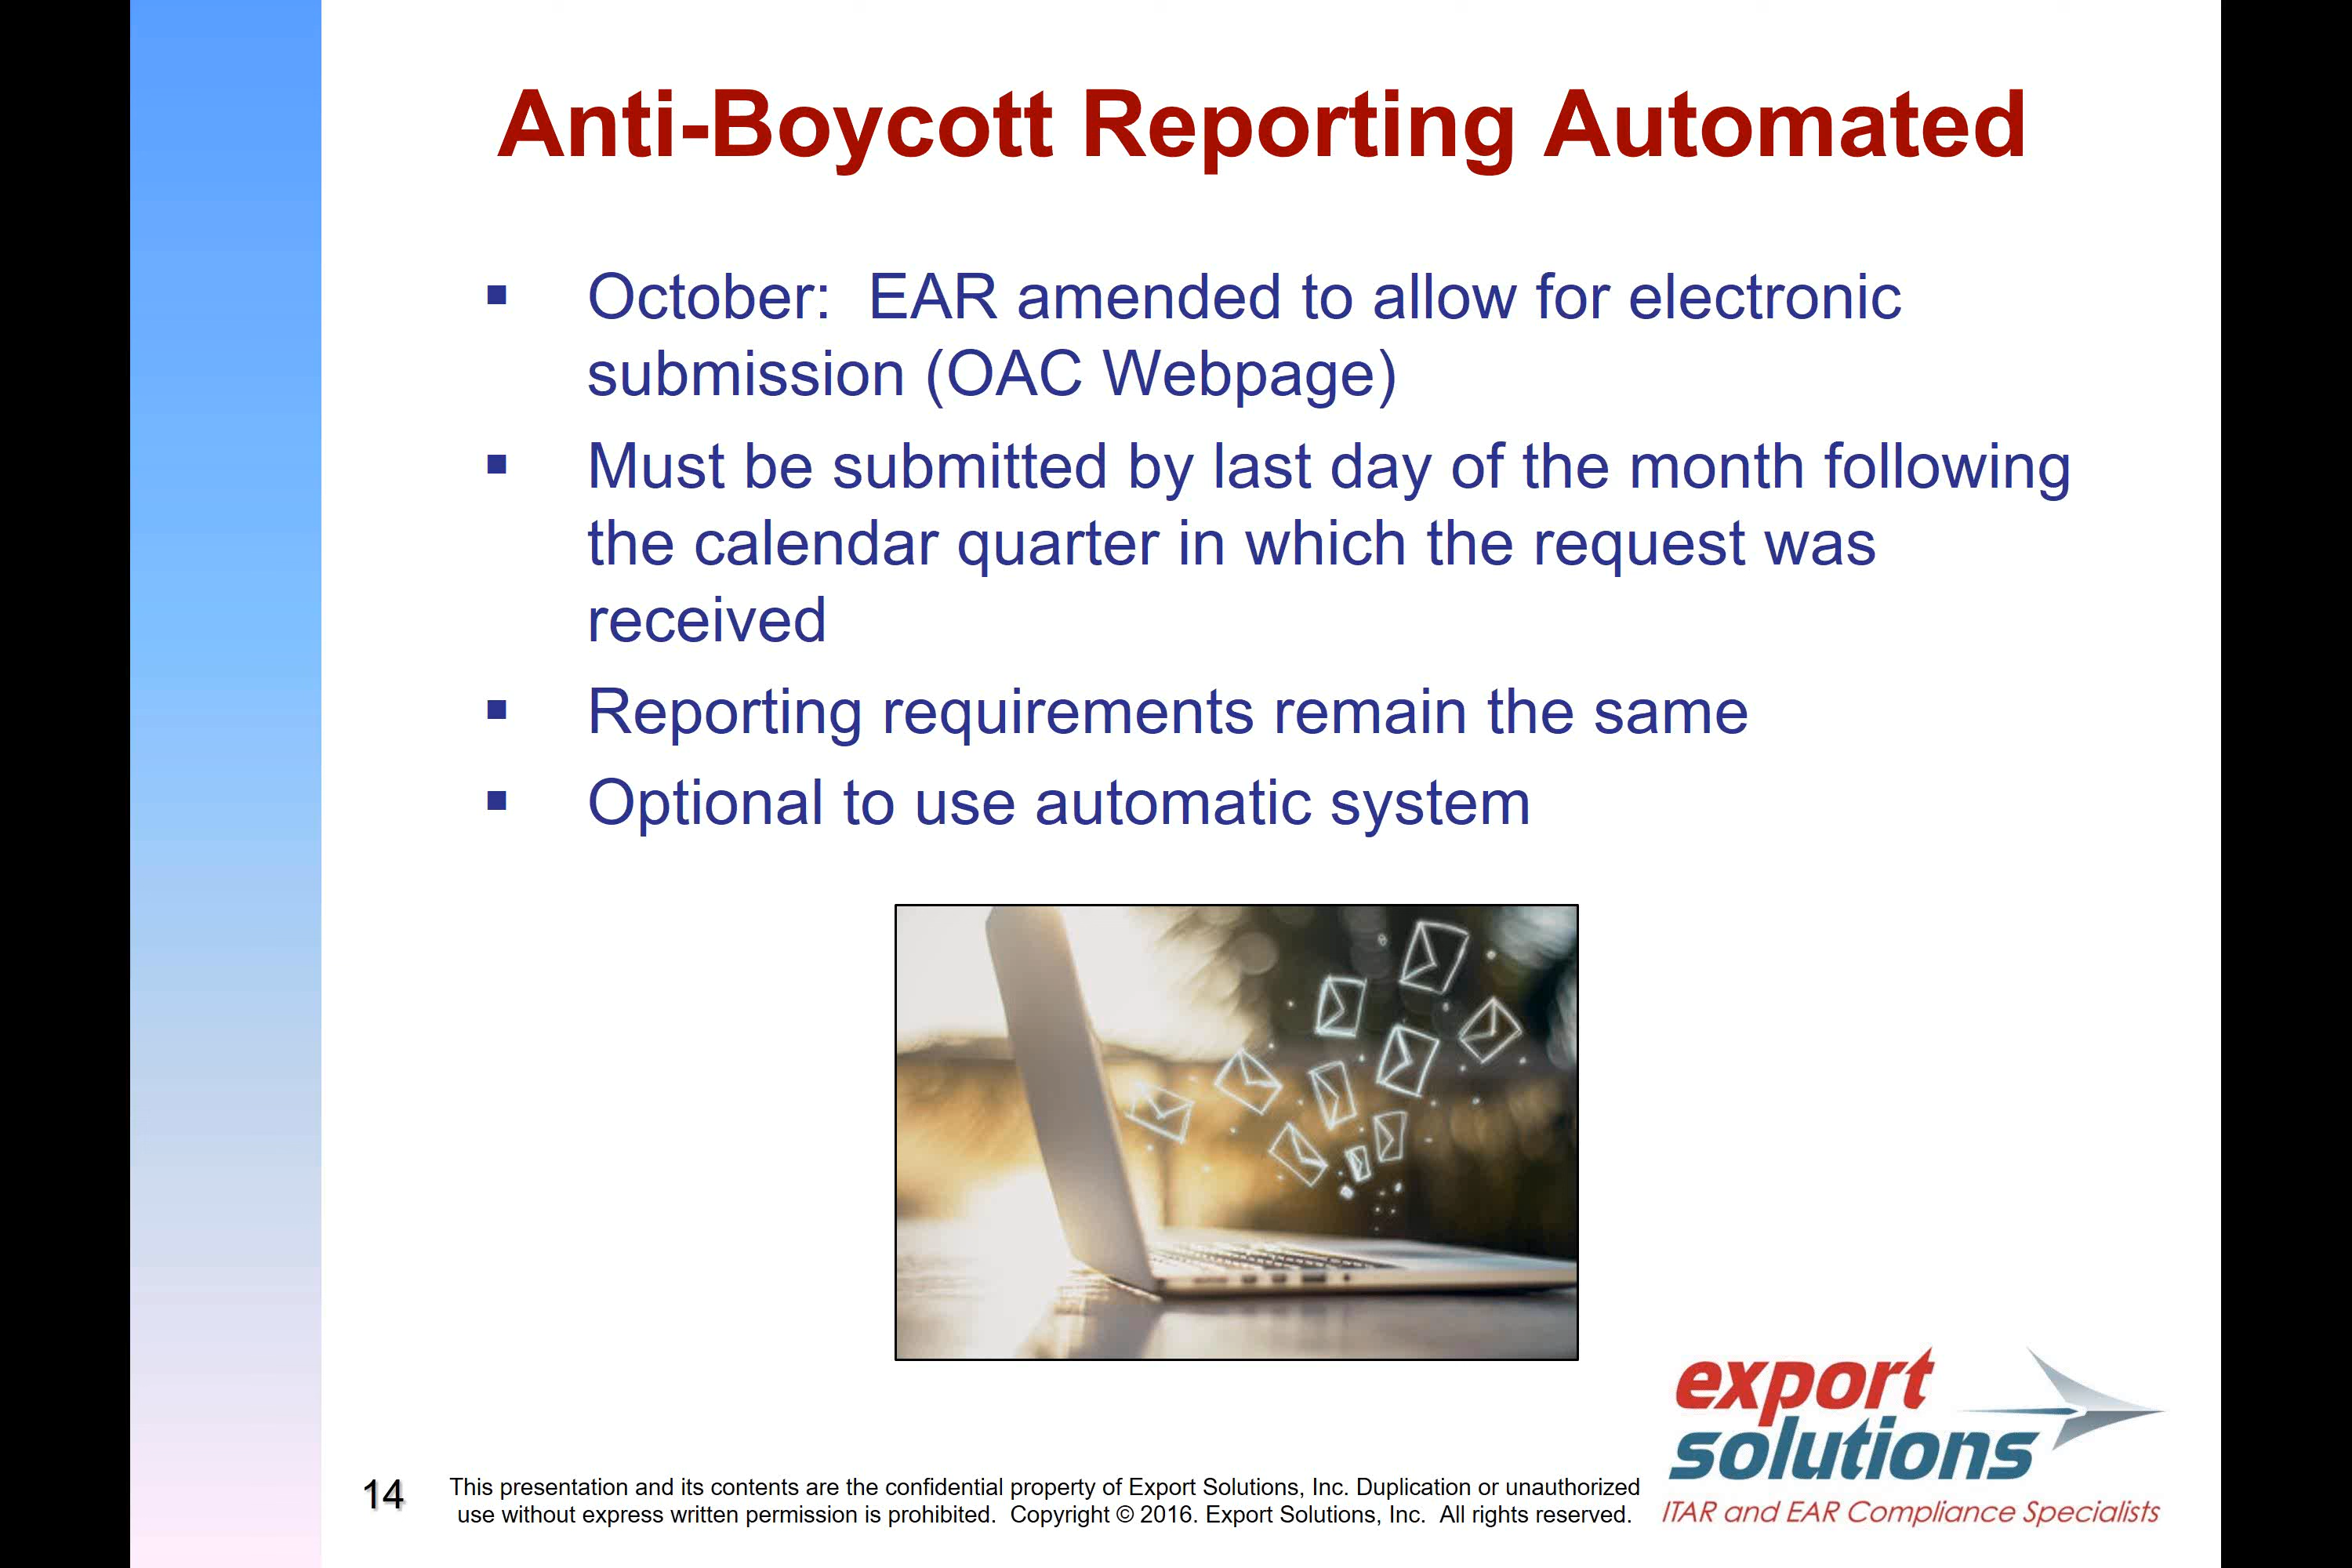 Anti-Boycott Reporting Automated
▪ October:  EAR amended to allow for electronic
submission (OAC Webpage)
▪ Must be submitted by last day of the month following
the calendar quarter in which the request was
received
▪ Reporting requirements remain the same
▪ Optional to use automatic system
export
solutions
ITAR and EAR Compliance Specialists
14
This presentation and its contents are the confidential property of Export Solutions, Inc. Duplication or unauthorized
use without express written permission is prohibited.  Copyright © 2016. Export Solutions, Inc.  All rights reserved.